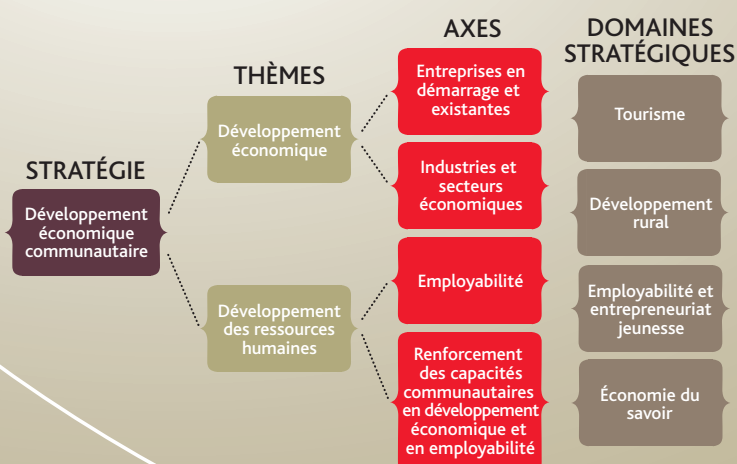 STRATÉGIE
Développement
économique
communautaire
THÈMES
Développement
économique
Développement
des ressources
humaines
AXES
Entreprises en
démarrage et
existantes
Industries et
secteurs
économiques
Employabilité
Renforcement
des capacités
communautaires
en développement
économique et
en employabilité
DOMAINES
STRATÉGIQUES
Tourisme
Développement
rural
Employabilité et
entrepreneuriat
jeunesse
Économie du
savoir